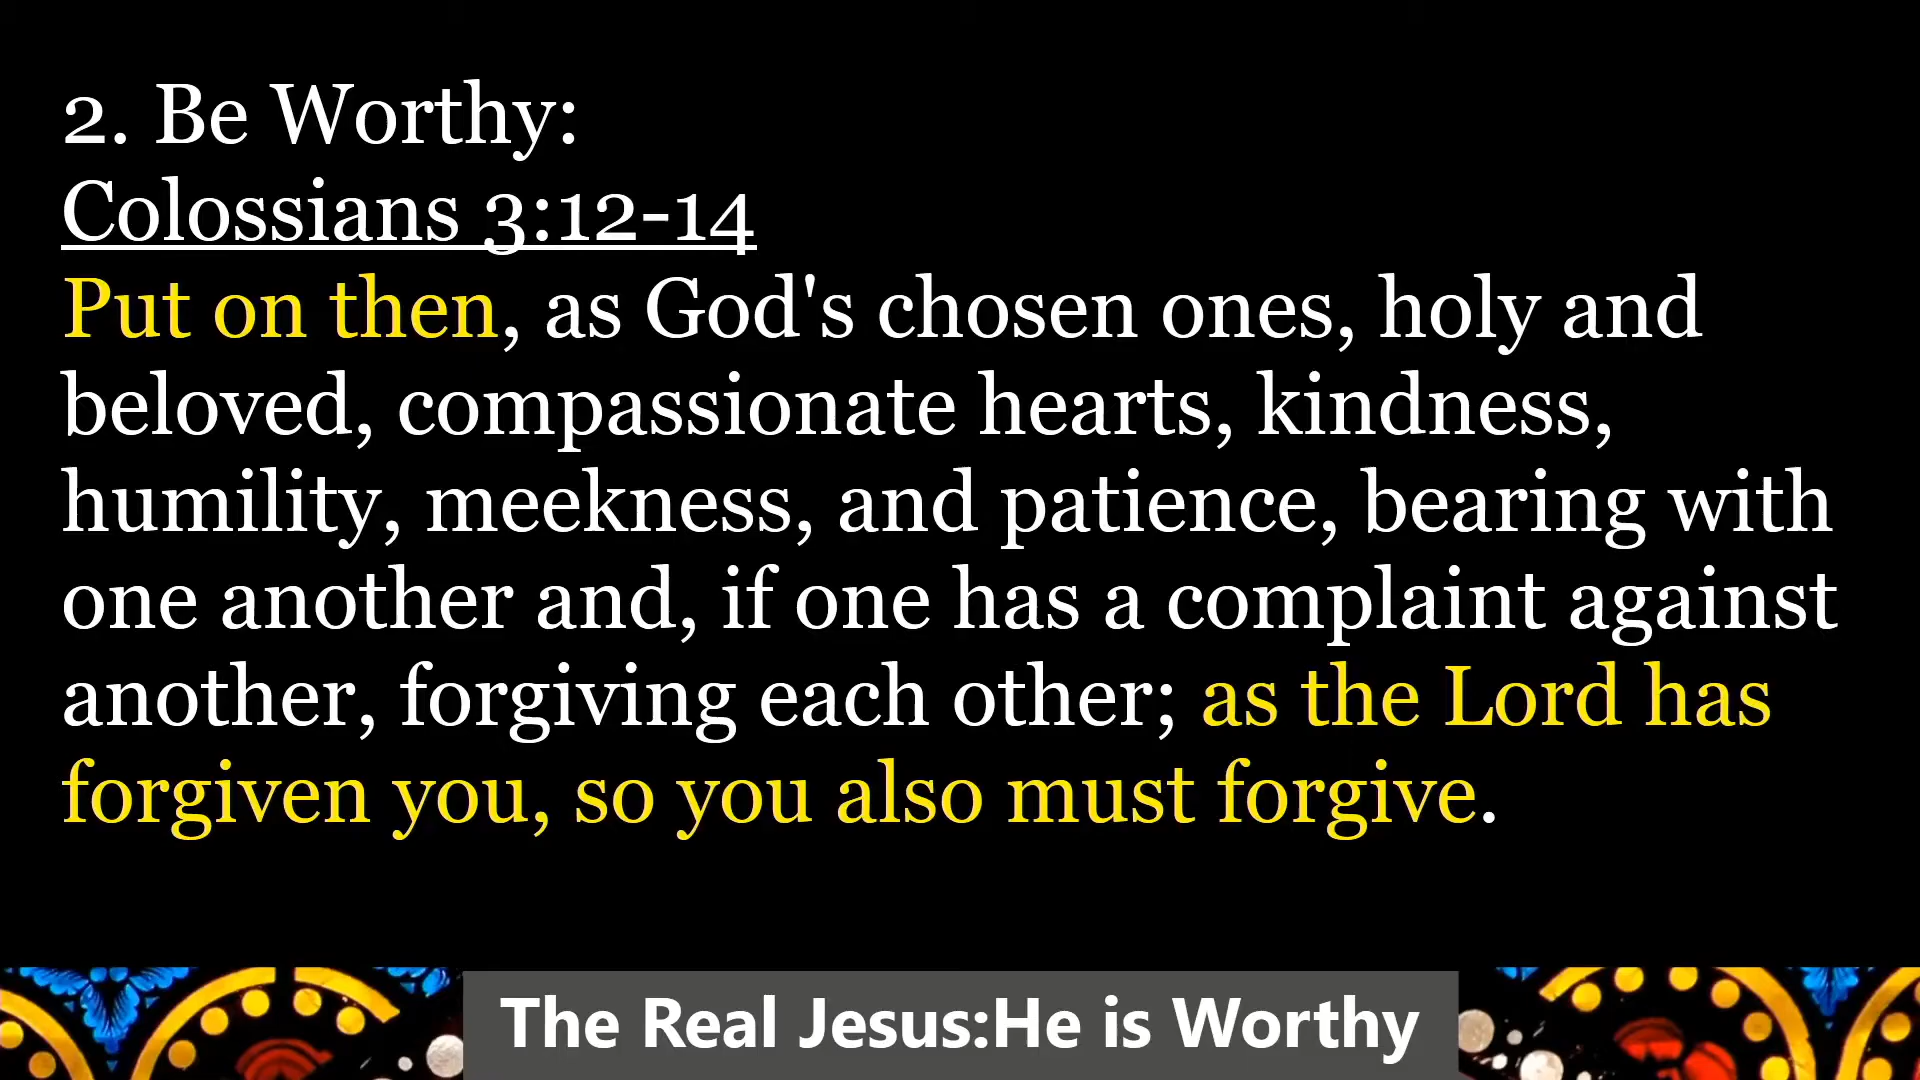 2. Be Worthy:
Colossians 3:12-14
Put on then, as God's chosen ones, holy and
beloved, compassionate hearts, kindness,
humility, meekness, and patience, bearing with
one another and, if one has a complaint against
another, forgiving each other; as the Lord has
forgiven you, so you also must forgive.
The Real Jesus:He is Worthy